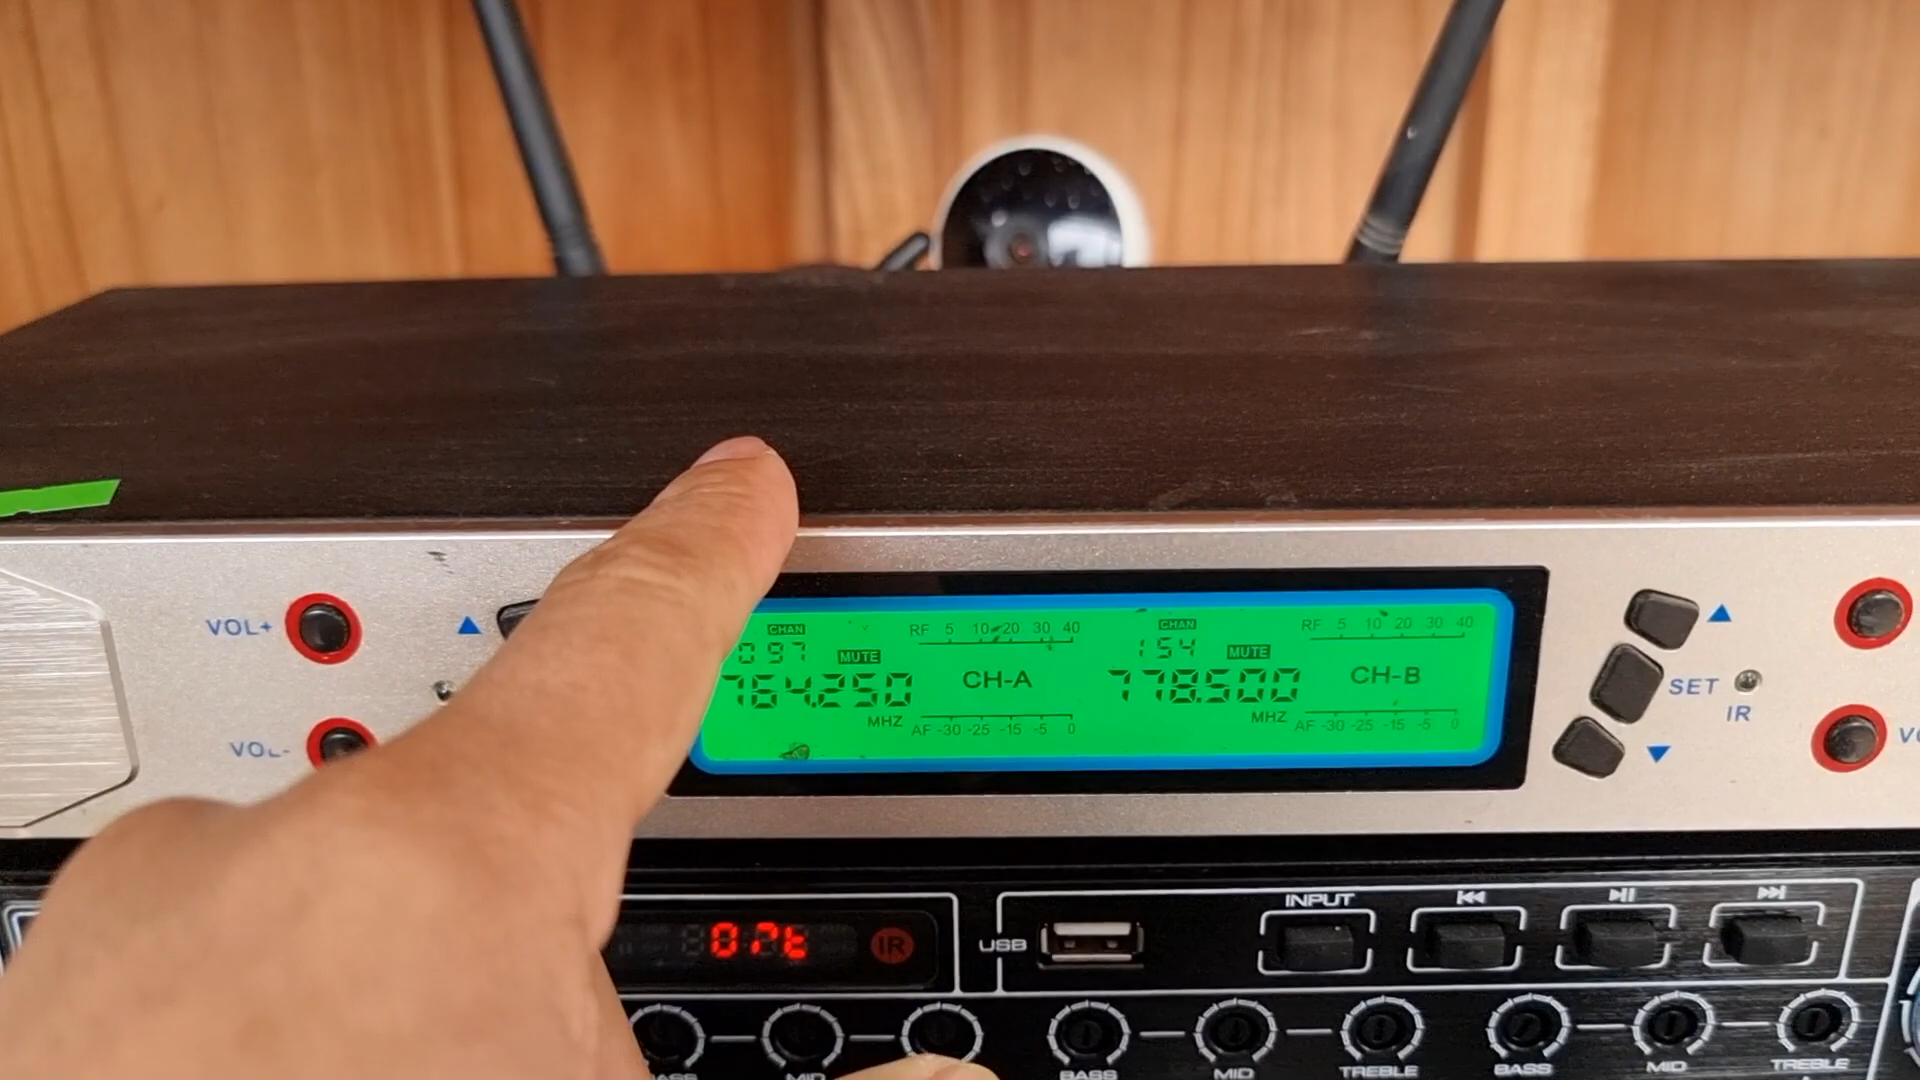 VOL+
VOL-
CHAN
097
MUTE
764.250
MHZ
RF 5 10 20 30 40
CH-A
AF -30 -25 -15 -5 0
CHAN
154
MUTE
778.500
MHZ
RF 5 10 20 30 40
CH-B
AF -30 -25 -15 -5 0
SET
IR
IR
USB
INPUT
BASS
MID
TREBLE
BASS
MID
TREBLE